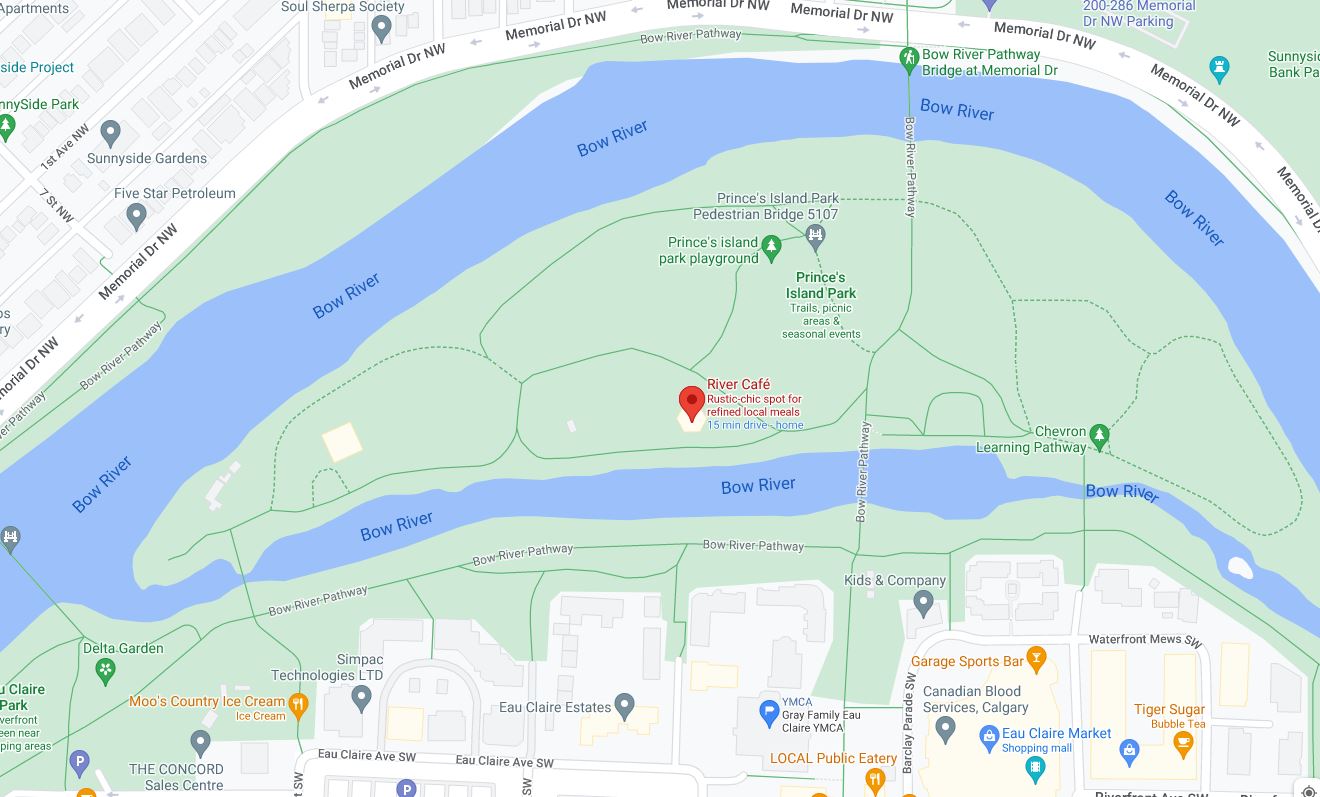 Apartments
Soul Sherpa Society
Memorial Dr NW
Memorial Dr NW
Memorial Dr NW
Memorial Dr NW
200-286 Memorial
Dr NW Parking
Memorial Dr NW
Bow River Pathway
Bow River Pathway
Bridge at Memorial Dr
Memorial Dr NW
side Project
nnySide Park
1st Ave NW
Sunnyside Gardens
7 St NW
Five Star Petroleum
Memorial Dr NW
Bow River
Bow River
Bow River Pathway
Prince's Island Park
Pedestrian Bridge 5107
Prince's island
park playground
Prince's
Island Park
Trails, picnic
areas &
seasonal events
Bow River
Bow River
Bow River Pathway
morial Dr NW
River Café
Rustic-chic spot for
refined local meals
15 min drive - home
Chevron
Learning Pathway
Bow River Pathway
Bow River
Bow River
Bow River
Bow River
Bow River Pathway
Bow River Pathway
Bow River Pathway
Kids & Company
Delta Garden
Simpac
Technologies LTD
Waterfront Mews SW
Garage Sports Bar
u Claire
Park
Moo's Country Ice Cream
Ice Cream
Eau Claire Estates
YMCA
Gray Family Eau
Claire YMCA
Barclay Parade SW
Canadian Blood
Services, Calgary
Eau Claire Market
Shopping mall
Tiger Sugar
Bubble Tea
THE CONCORD
Sales Centre
Eau Claire Ave SW
Eau Claire Ave SW
LOCAL Public Eatery
P
P
SW
Riverfront Ave SW